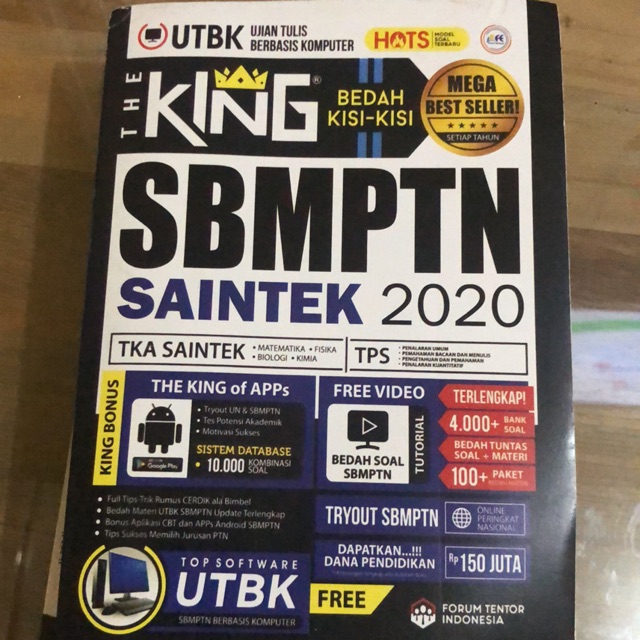 UTBK UJIAN TULIS
BERBASIS KOMPUTER
HOTS MODEL
SOAL
TERBARU
THE KING®
BEDAH
KISI-KISI
MEGA
BEST SELLER!
SETIAP TAHUN
SBMPTN
SAINTEK 2020
TKA SAINTEK • MATEMATIKA • FISIKA
• BIOLOGI • KIMIA
TPS • PENALARAN UMUM
• PEMAHAMAN BACAAN DAN MENULIS
• PENGETAHUAN DAN PEMAHAMAN
• PENALARAN KUANTITATIF
KING BONUS
THE KING of APPs
• Tryout UN & SBMPTN
• Tes Potensi Akademik
• Motivasi Sukses
SISTEM DATABASE
• 10.000 KOMBINASI
SOAL
Google Play
FREE VIDEO
BEDAH SOAL
SBMPTN
TUTORIAL
TERLENGKAP!
4.000+ BANK
SOAL
BEDAH TUNTAS
SOAL + MATERI
100+ PAKET
• Full Tips-Trik Rumus CERDIK ala Bimbel
• Bedah Materi UTBK SBMPTN Update Terlengkap
• Bonus Aplikasi CBT dan APPs Android SBMPTN
• Tips Sukses Memilih Jurusan PTN
TRYOUT SBMPTN
ONLINE
PERINGKAT
NASIONAL
DAPATKAN...!!!
DANA PENDIDIKAN
Rp 150 JUTA
TOP SOFTWARE
UTBK
SBMPTN BERBASIS KOMPUTER
FREE
FORUM TENTOR
INDONESIA